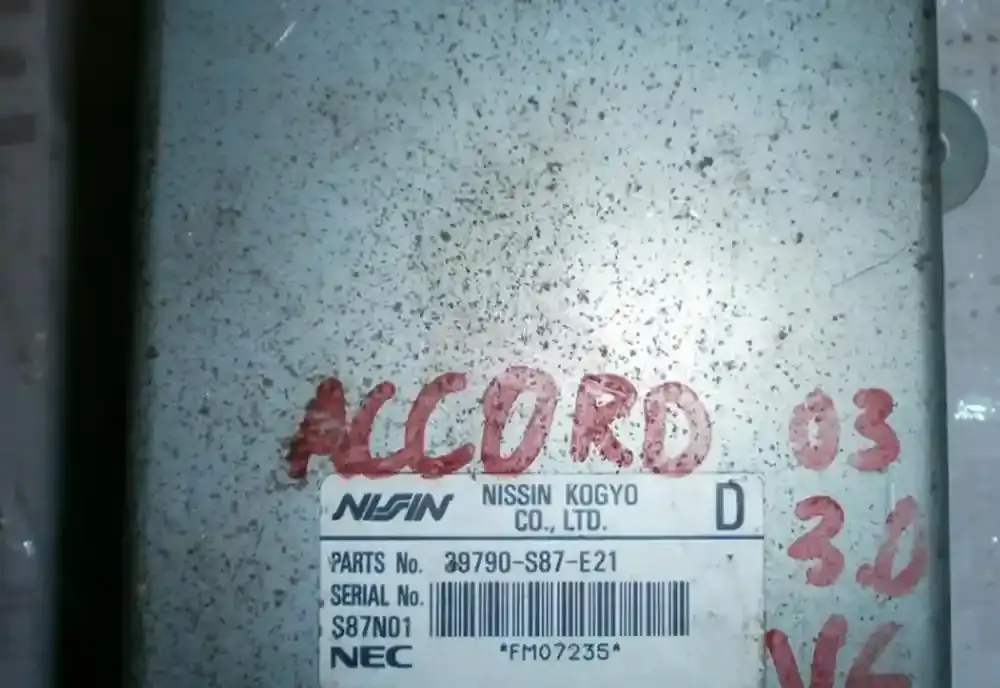 ACCORD 03
3.0
V6
NISSIN
NISSIN KOGYO
CO., LTD.
D
PARTS No. 39790-S87-E21
SERIAL No.
S87N01
*FM07235*
NEC